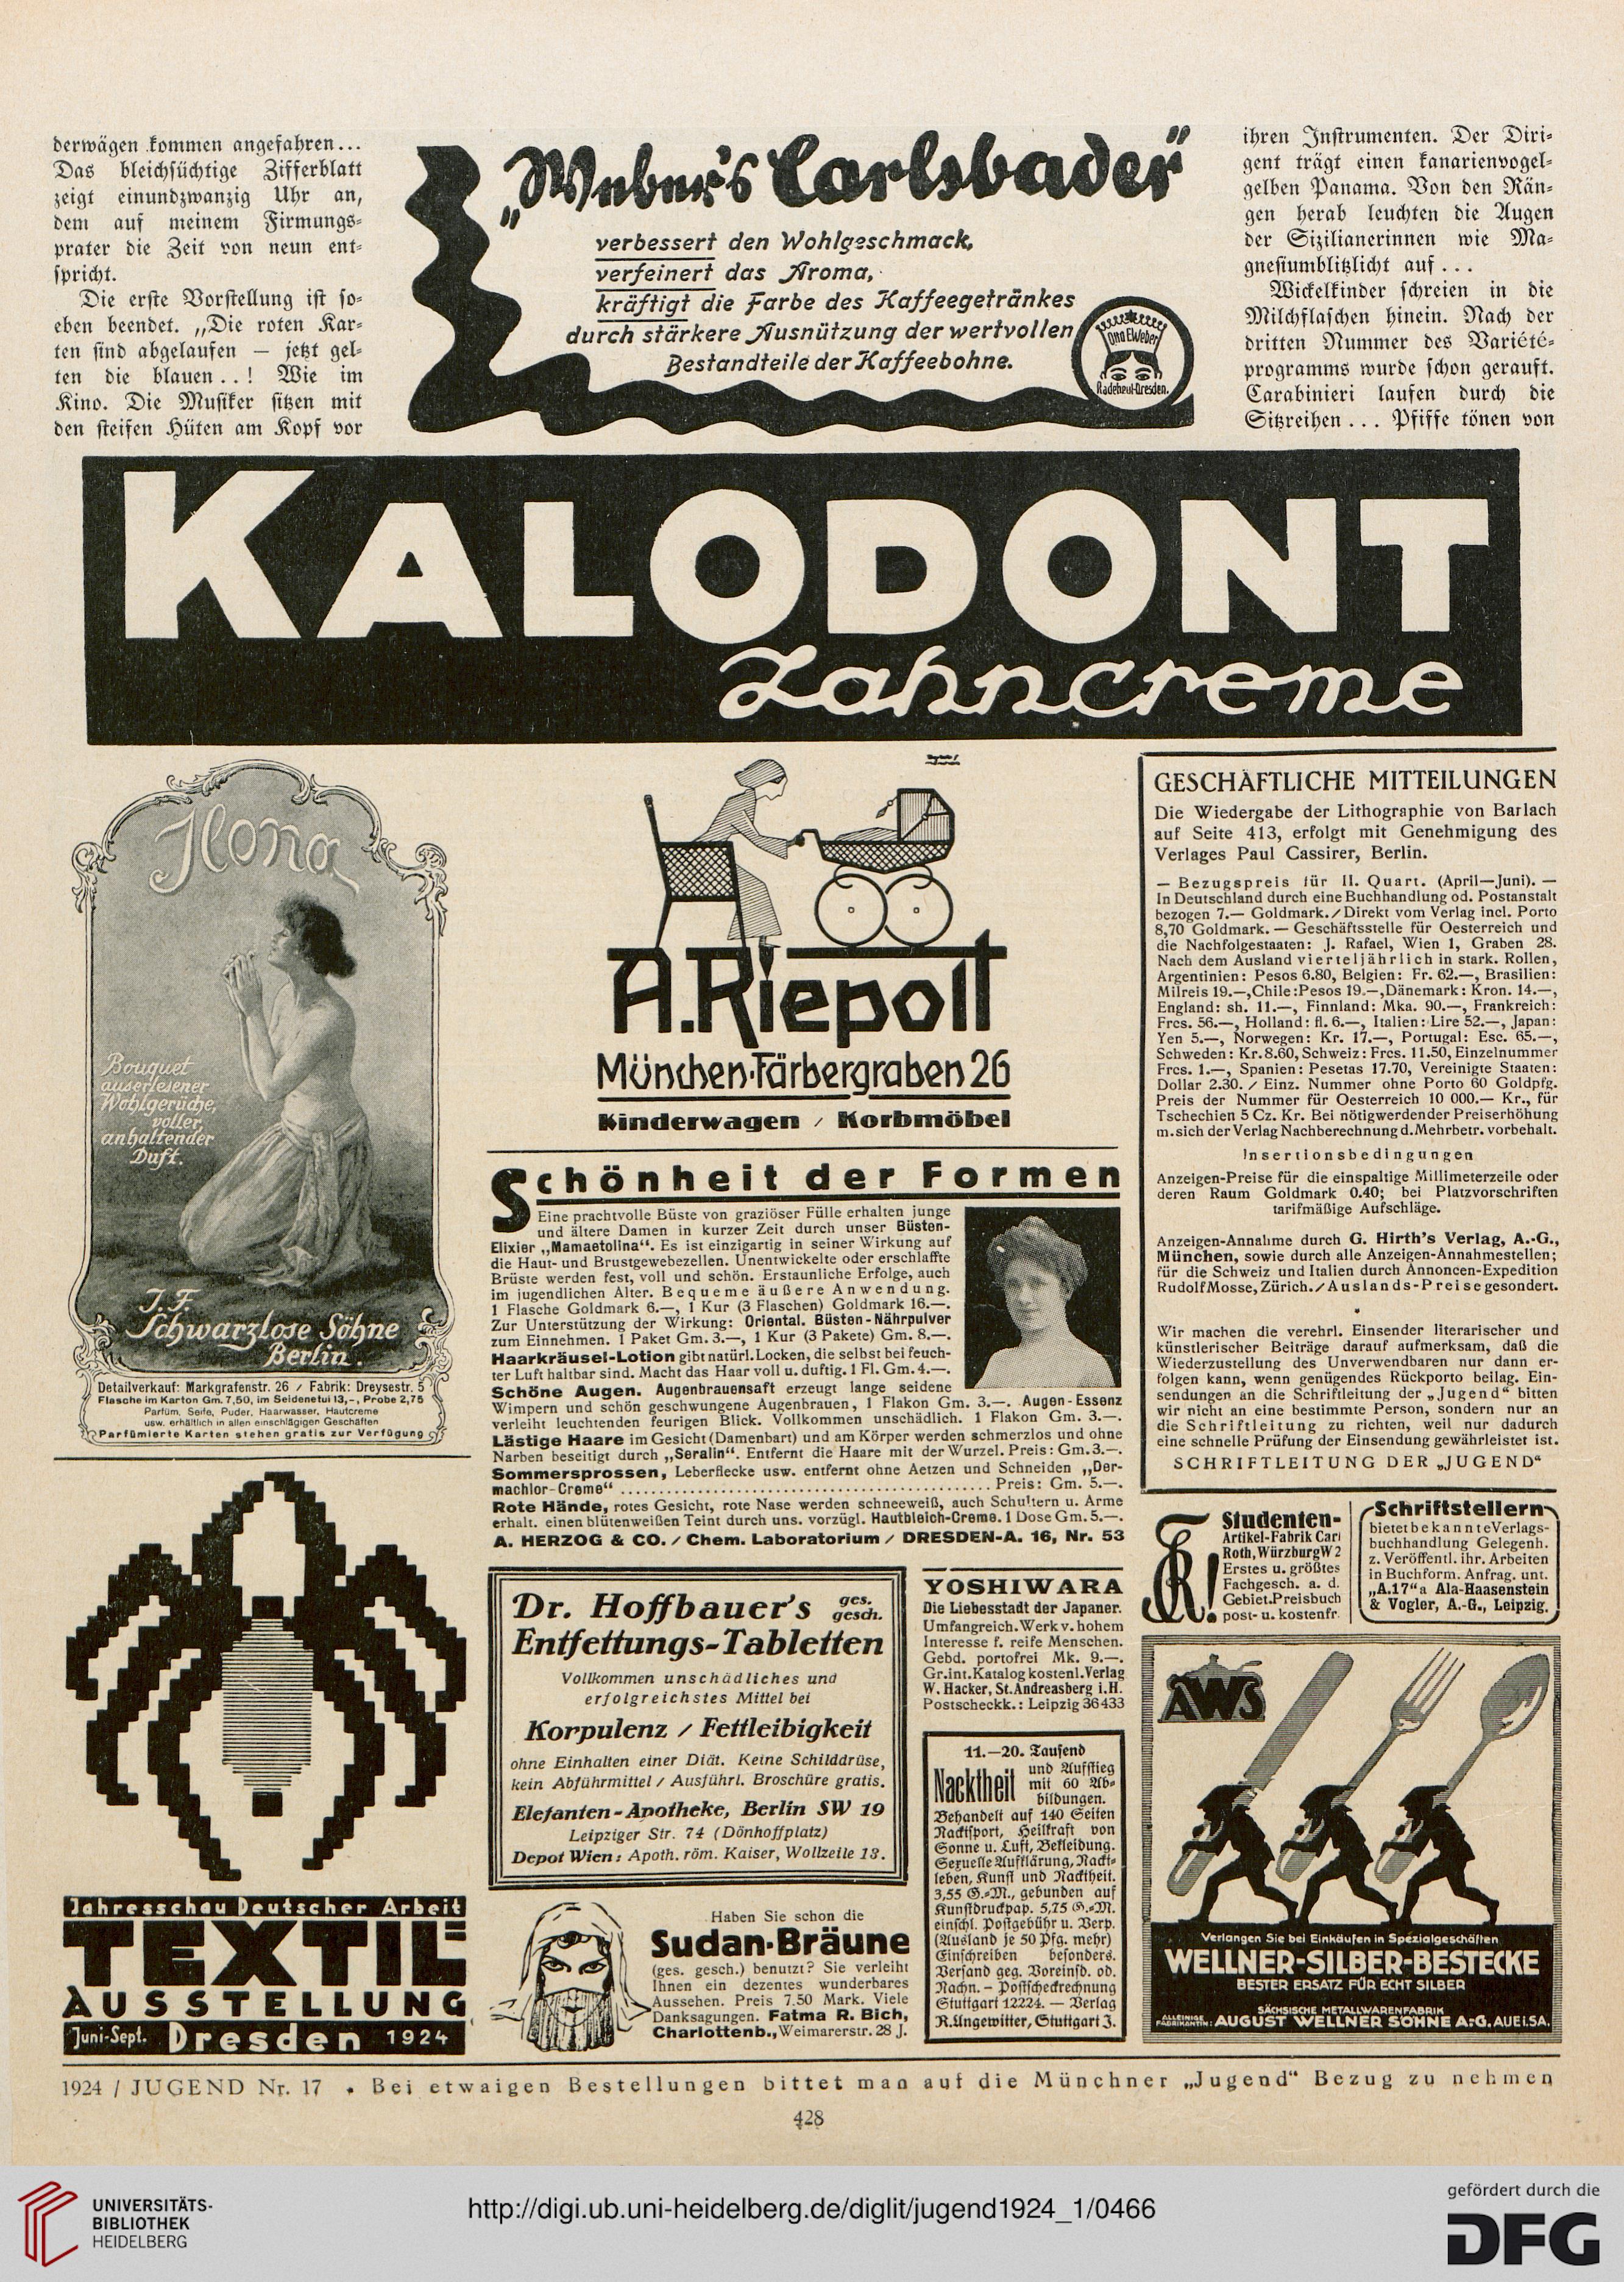 derwägen kommen angefahren...
Das bleichsüchtige Zifferblatt
zeigt einundzwanzig Uhr an,
dem auf meinem Firmungs-
prater die Zeit von neun ent-
spricht.
Die erste Vorstellung ist so-
eben beendet. „Die roten Kar-
ten sind abgelaufen — jetzt gel-
ten die blauen..! Wie im
Kino. Die Musiker sitzen mit
den steifen Hüten am Kopf vor
„Weber's Carlsbader"
verbessert den Wohlgeschmack,
verfeinert das Aroma,
kräftigt die Farbe des Kaffeegetränkes
durch stärkere Ausnützung der wertvollen
Bestandteile der Kaffeebohne.
Otto E Weber
Radebeul-Dresden.
ihren Instrumenten. Der Diri-
gent trägt einen kanarienvogel-
gelben Panama. Von den Rän-
gen herab leuchten die Augen
der Sizilianerinnen wie Ma-
gnesiumblitzlicht auf...
Wickelkinder schreien in die
Milchflaschen hinein. Nach der
dritten Nummer des Variété-
programms wurde schon gerauft.
Carabinieri laufen durch die
Sitzreihen... Pfiffe tönen von
KALODONT
Zahncreme
Ilona
Bouquet
auserlesener
Wohlgerüche,
voller,
anhaltender
Duft.
J. F.
Schwarzlose Söhne
Berlin.
Detailverkauf: Markgrafenstr. 26 / Fabrik: Dreysestr. 5
Flasche im Karton Gm. 7,50, im Seidenetui 13,-, Probe 2,75
Parfüm, Seife, Puder, Haarwasser, Hautcreme
usw. erhältlich in allen einschlägigen Geschäften
Parfümierte Karten stehen gratis zur Verfügung
A. Riepolt
München·Färbergraben 26
Kinderwagen / Korbmöbel
Schönheit der Formen
Eine prachtvolle Büste von graziöser Fülle erhalten junge
und ältere Damen in kurzer Zeit durch unser Büsten-
Elixier „Mamaetolina". Es ist einzigartig in seiner Wirkung auf
die Haut- und Brustgewebezellen. Unentwickelte oder erschlaffte
Brüste werden fest, voll und schön. Erstaunliche Erfolge, auch
im jugendlichen Alter. Bequeme äußere Anwendung.
1 Flasche Goldmark 6.—, 1 Kur (3 Flaschen) Goldmark 16.—.
Zur Unterstützung der Wirkung: Oriental. Büsten-Nährpulver
zum Einnehmen. 1 Paket Gm. 3.—, 1 Kur (3 Pakete) Gm. 8.—.
Haarkräusel-Lotion gibt natürl. Locken, die selbst bei feuch-
ter Luft haltbar sind. Macht das Haar voll u. duftig. 1 Fl. Gm. 4.—.
Schöne Augen. Augenbrauensaft erzeugt lange seidene
Wimpern und schön geschwungene Augenbrauen, 1 Flakon Gm. 3.—. Augen-Essenz
verleiht leuchtenden feurigen Blick. Vollkommen unschädlich. 1 Flakon Gm. 3.—.
Lästige Haare im Gesicht (Damenbart) und am Körper werden schmerzlos und ohne
Narben beseitigt durch „Seralin". Entfernt die Haare mit der Wurzel. Preis: Gm. 3.—.
Sommersprossen, Leberflecke usw. entfernt ohne Aetzen und Schneiden „Der-
machlor-Creme" ........ Preis: Gm. 5.—.
Rote Hände, rotes Gesicht, rote Nase werden schneeweiß, auch Schultern u. Arme
erhalt. einen blütenweißen Teint durch uns. vorzügl. Hautbleich-Creme. 1 Dose Gm. 5.—.
A. HERZOG & CO. / Chem. Laboratorium / DRESDEN-A. 16, Nr. 53
GESCHÄFTLICHE MITTEILUNGEN
Die Wiedergabe der Lithographie von Barlach
auf Seite 413, erfolgt mit Genehmigung des
Verlages Paul Cassirer, Berlin.
— Bezugspreis für II. Quart. (April—Juni). —
In Deutschland durch eine Buchhandlung od. Postanstalt
bezogen 7.— Goldmark. / Direkt vom Verlag incl. Porto
8,70 Goldmark. — Geschäftsstelle für Oesterreich und
die Nachfolgestaaten: J. Rafael, Wien 1, Graben 28.
Nach dem Ausland vierteljährlich in stark. Rollen,
Argentinien: Pesos 6.80, Belgien: Fr. 62.—, Brasilien:
Milreis 19.—, Chile: Pesos 19.—, Dänemark: Kron. 14.—,
England: sh. 11.—, Finnland: Mka. 90.—, Frankreich:
Frcs. 56.—, Holland: fl. 6.—, Italien: Lire 52.—, Japan:
Yen 5.—, Norwegen: Kr. 17.—, Portugal: Esc. 65.—,
Schweden: Kr. 8.60, Schweiz: Frcs. 11.50, Einzelnummer
Frcs. 1.—, Spanien: Pesetas 17.70, Vereinigte Staaten:
Dollar 2.30. / Einz. Nummer ohne Porto 60 Goldpfg.
Preis der Nummer für Oesterreich 10 000.— Kr., für
Tschechien 5 Cz. Kr. Bei nötigwerdender Preiserhöhung
m. sich der Verlag Nachberechnung d. Mehrbetr. vorbehalt.
Insertionsbedingungen
Anzeigen-Preise für die einspaltige Millimeterzeile oder
deren Raum Goldmark 0.40; bei Platzvorschriften
tarifmäßige Aufschläge.
Anzeigen-Annahme durch G. Hirth's Verlag, A.-G.,
München, sowie durch alle Anzeigen-Annahmestellen;
für die Schweiz und Italien durch Annoncen-Expedition
Rudolf Mosse, Zürich. / Auslands-Preise gesondert.
Wir machen die verehrl. Einsender literarischer und
künstlerischer Beiträge darauf aufmerksam, daß die
Wiederzustellung des Unverwendbaren nur dann er-
folgen kann, wenn genügendes Rückporto beilag. Ein-
sendungen an die Schriftleitung der „Jugend" bitten
wir nicht an eine bestimmte Person, sondern nur an
die Schriftleitung zu richten, weil nur dadurch
eine schnelle Prüfung der Einsendung gewährleistet ist.
SCHRIFTLEITUNG DER „JUGEND"
Jahresschau Deutscher Arbeit
TEXTIL-
AUSSTELLUNG
Juni-Sept. Dresden 1924
Dr. Hoffbauer's ges. gesch.
Entfettungs-Tabletten
Vollkommen unschädliches und
erfolgreichstes Mittel bei
Korpulenz / Fettleibigkeit
ohne Einhalten einer Diät. Keine Schilddrüse,
kein Abführmittel / Ausführl. Broschüre gratis.
Elefanten-Apotheke, Berlin SW 19
Leipziger Str. 74 (Dönhoffplatz)
Depot Wien: Apoth. röm. Kaiser, Wollzeile 13.
Haben Sie schon die
Sudan-Bräune
(ges. gesch.) benutzt? Sie verleiht
Ihnen ein dezentes wunderbares
Aussehen. Preis 7.50 Mark. Viele
Danksagungen. Fatma R. Bich,
Charlottenb., Weimarerstr. 28 J.
YOSHIWARA
Die Liebesstadt der Japaner.
Umfangreich. Werk v. hohem
Interesse f. reife Menschen.
Gebd. portofrei Mk. 9.—.
Gr. int. Katalog kostenl. Verlag
W. Hacker, St. Andreasberg i. H.
Postscheckk.: Leipzig 36433
11.—20. Tausend
Nacktheit und Aufstieg
mit 60 Ab-
bildungen.
Behandelt auf 140 Seiten
Nacktsport, Heilkraft von
Sonne u. Luft, Bekleidung.
Sexuelle Aufklärung, Nackt-
leben, Kunst und Nacktheit.
3,55 G.-M., gebunden auf
Kunstdruckpap. 5,75 G.-M.
einschl. Postgebühr u. Verp.
(Ausland je 50 Pfg. mehr)
Einschreiben besonders.
Versand geg. Voreinsd. od.
Nachn. — Postscheckrechnung
Stuttgart 12224. — Verlag
R. Ungewitter, Stuttgart J.
Studenten-
Artikel-Fabrik Carl
Roth, Würzburg W 2
Erstes u. größtes
Fachgesch. a. d.
Gebiet. Preisbuch
post- u. kostenfr.
Schriftstellern
bietet bekannte Verlags-
buchhandlung Gelegenh.
z. Veröffentl. ihr. Arbeiten
in Buchform. Anfrag. unt.
„A. 17" a Ala-Haasenstein
& Vogler, A.-G., Leipzig.
AWS
Verlangen Sie bei Einkäufen in Spezialgeschäften
WELLNER-SILBER-BESTECKE
BESTER ERSATZ FÜR ECHT SILBER
SÄCHSISCHE METALLWARENFABRIK
ALLEINIGE FABRIKANTIN: AUGUST WELLNER SÖHNE A:G. AUE i. SA.
1924 / JUGEND Nr. 17 • Bei etwaigen Bestellungen bittet man auf die Münchner „Jugend" Bezug zu nehmen
428
UNIVERSITÄTS-
BIBLIOTHEK
HEIDELBERG
http://digi.ub.uni-heidelberg.de/diglit/jugend1924_1/0466
gefördert durch die
DFG